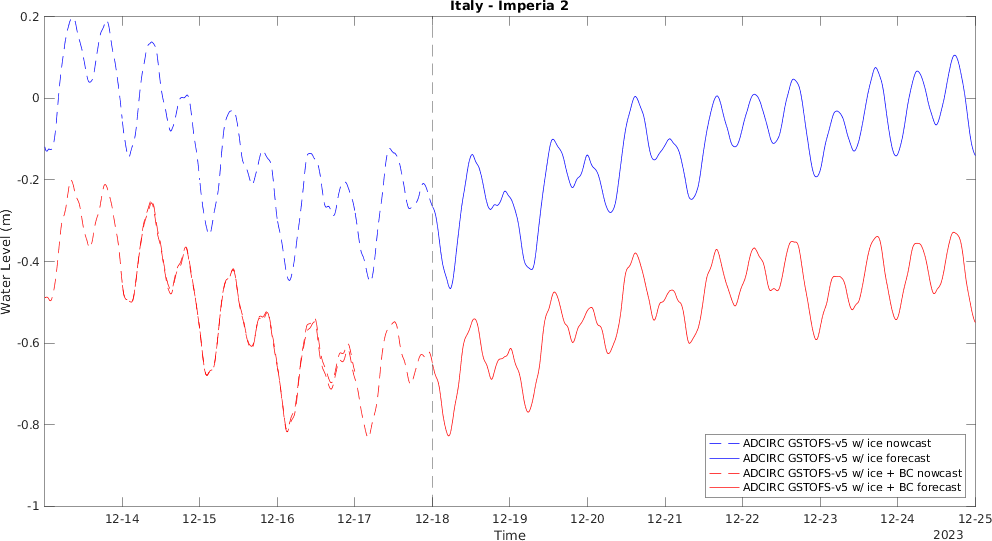 Italy - Imperia 2
Water Level (m)
0.2
0
-0.2
-0.4
-0.6
-0.8
-1
ADCIRC GSTOFS-v5 w/ ice nowcast
ADCIRC GSTOFS-v5 w/ ice forecast
ADCIRC GSTOFS-v5 w/ ice + BC nowcast
ADCIRC GSTOFS-v5 w/ ice + BC forecast
12-14 12-15 12-16 12-17 12-18 12-19 12-20 12-21 12-22 12-23 12-24 12-25
Time
2023